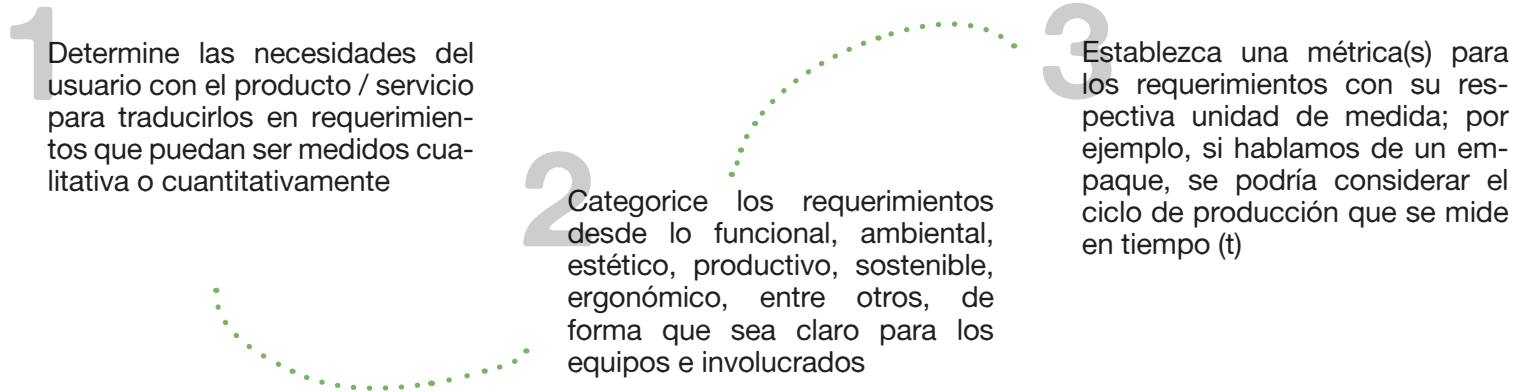 1
Determine las necesidades del
usuario con el producto / servicio
para traducirlos en requerimien-
tos que puedan ser medidos cua-
litativa o cuantitativamente
2
Categorice los requerimientos
desde lo funcional, ambiental,
estético, productivo, sostenible,
ergonómico, entre otros, de
forma que sea claro para los
equipos e involucrados
3
Establezca una métrica(s) para
los requerimientos con su res-
pectiva unidad de medida; por
ejemplo, si hablamos de un em-
paque, se podría considerar el
ciclo de producción que se mide
en tiempo (t)